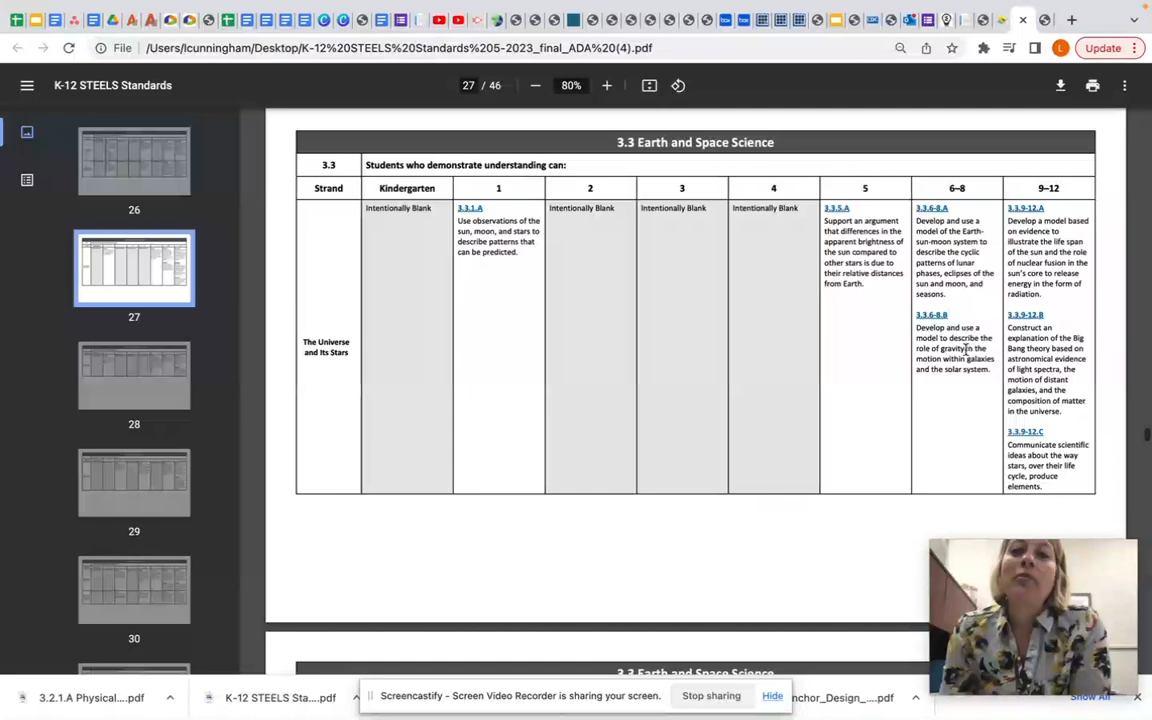 File
/Users/lcunningham/Desktop/K-12%20STEELS%20Standards%205-2023_final_ADA%20(4).pdf
Update
K-12 STEELS Standards
27 / 46
80%
26
27
28
29
30
3.3 Earth and Space Science
3.3
Students who demonstrate understanding can:
Strand
Kindergarten
1
2
3
4
5
6–8
9–12
The Universe
and Its Stars
Intentionally Blank
3.3.1.A
Use observations of the
sun, moon, and stars to
describe patterns that
can be predicted.
Intentionally Blank
Intentionally Blank
Intentionally Blank
3.3.5.A
Support an argument
that differences in the
apparent brightness of
the sun compared to
other stars is due to
their relative distances
from Earth.
3.3.6-8.A
Develop and use a
model of the Earth-
sun-moon system to
describe the cyclic
patterns of lunar
phases, eclipses of the
sun and moon, and
seasons.
3.3.6-8.B
Develop and use a
model to describe the
role of gravity in the
motion within galaxies
and the solar system.
3.3.9-12.A
Develop a model based
on evidence to
illustrate the life span
of the sun and the role
of nuclear fusion in the
sun's core to release
energy in the form of
radiation.
3.3.9-12.B
Construct an
explanation of the Big
Bang theory based on
astronomical evidence
of light spectra, the
motion of distant
galaxies, and the
composition of matter
in the universe.
3.3.9-12.C
Communicate scientific
ideas about the way
stars, over their life
cycle, produce
elements.
3.3 Earth and Space Science
3.2.1.A Physical....pdf
K-12 STEELS Sta....pdf
Screencastify - Screen Video Recorder is sharing your screen.
Stop sharing
Hide
nchor_Design_....pdf
Show All